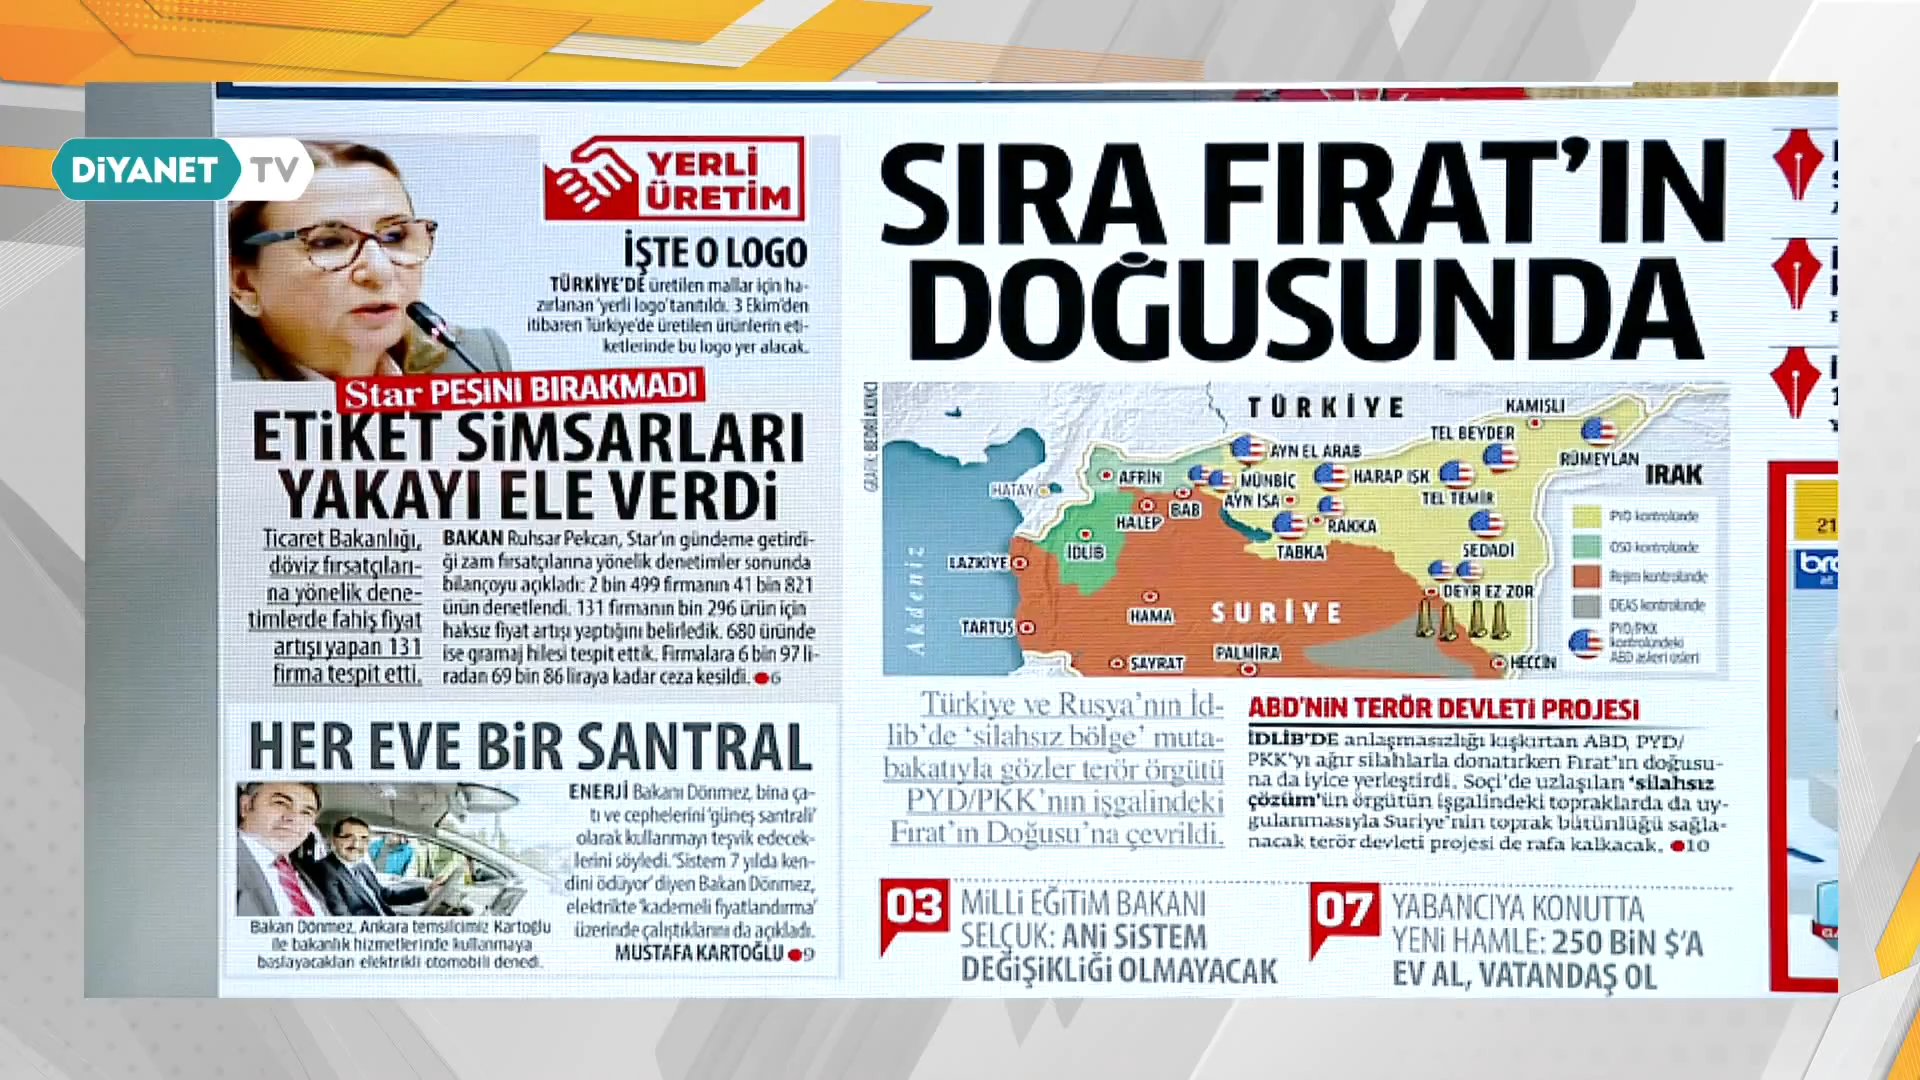 DİYANET TV
YERLİ
ÜRETİM
İŞTE O LOGO
TÜRKİYE'DE üretilen mallar için ha-
zırlanan 'yerli logo' tanıtıldı. 3 Ekim'den
itibaren Türkiye'de üretilen ürünlerin eti-
ketlerinde bu logo yer alacak.
Star PEŞİNİ BIRAKMADI
ETİKET SİMSARLARI
YAKAYI ELE VERDİ
Ticaret Bakanlığı,
döviz fırsatçıları-
na yönelik dene-
timlerde fahiş fiyat
artışı yapan 131
firma tespit etti.
BAKAN Ruhsar Pekcan, Star'ın gündeme getirdi-
ği zam fırsatçılarına yönelik denetimler sonunda
bilançoyu açıkladı: 2 bin 499 firmanın 41 bin 821
ürün denetlendi. 131 firmanın bin 296 ürün için
haksız fiyat artışı yaptığını belirledik. 680 üründe
ise gramaj hilesi tespit ettik. Firmalara 6 bin 97 li-
radan 69 bin 86 liraya kadar ceza kesildi. 6
HER EVE BİR SANTRAL
ENERJİ Bakanı Dönmez, bina ça-
tı ve cephelerini 'güneş santrali'
olarak kullanmayı teşvik edecek-
lerini söyledi. 'Sistem 7 yılda ken-
dini ödüyor' diyen Bakan Dönmez,
elektrikte 'kademeli fiyatlandırma'
üzerinde çalıştıklarını da açıkladı.
MUSTAFA KARTOĞLU 9
Bakan Dönmez, Ankara temsilcimiz Kartoğlu
ile bakanlık hizmetlerinde kullanmaya
başlayacakları elektrikli otomobili denedi.
SIRA FIRAT'IN
DOĞUSUNDA
GRAFİK: BEDRİ AKINCI
TÜRKİYE
KAMIŞLI
TEL BEYDER
AYN EL ARAB
RÜMEYLAN
IRAK
AFRİN
MÜNBİÇ
HARAP IŞK
HATAY
AYN İSA
TEL TEMİR
BAB
HALEP
RAKKA
İDLİB
TABKA
SEDADİ
LAZKİYE
DEYR EZ ZOR
HAMA
SURİYE
TARTUS
Akdeniz
ŞAYRAT
PALMİRA
HECCİN
PYD kontrolünde
ÖSO kontrolünde
Rejim kontrolünde
DEAŞ kontrolünde
PYD/PKK
kontrolündeki
ABD askeri üsleri
Türkiye ve Rusya'nın İd-
lib'de 'silahsız bölge' muta-
bakatıyla gözler terör örgütü
PYD/PKK'nın işgalindeki
Fırat'ın Doğusu'na çevrildi.
ABD'NİN TERÖR DEVLETİ PROJESİ
İDLİB'DE anlaşmasızlığı kışkırtan ABD, PYD/
PKK'yı ağır silahlarla donatırken Fırat'ın doğusu-
na da iyice yerleştirdi. Soçi'de uzlaşılan 'silahsız
çözüm'ün örgütün işgalindeki topraklarda da uy-
gulanmasıyla Suriye'nin toprak bütünlüğü sağla-
nacak terör devleti projesi de rafa kalkacak. 10
03 MİLLİ EĞİTİM BAKANI
SELÇUK: ANİ SİSTEM
DEĞİŞİKLİĞİ OLMAYACAK
07 YABANCIYA KONUTTA
YENİ HAMLE: 250 BİN $'A
EV AL, VATANDAŞ OL
21